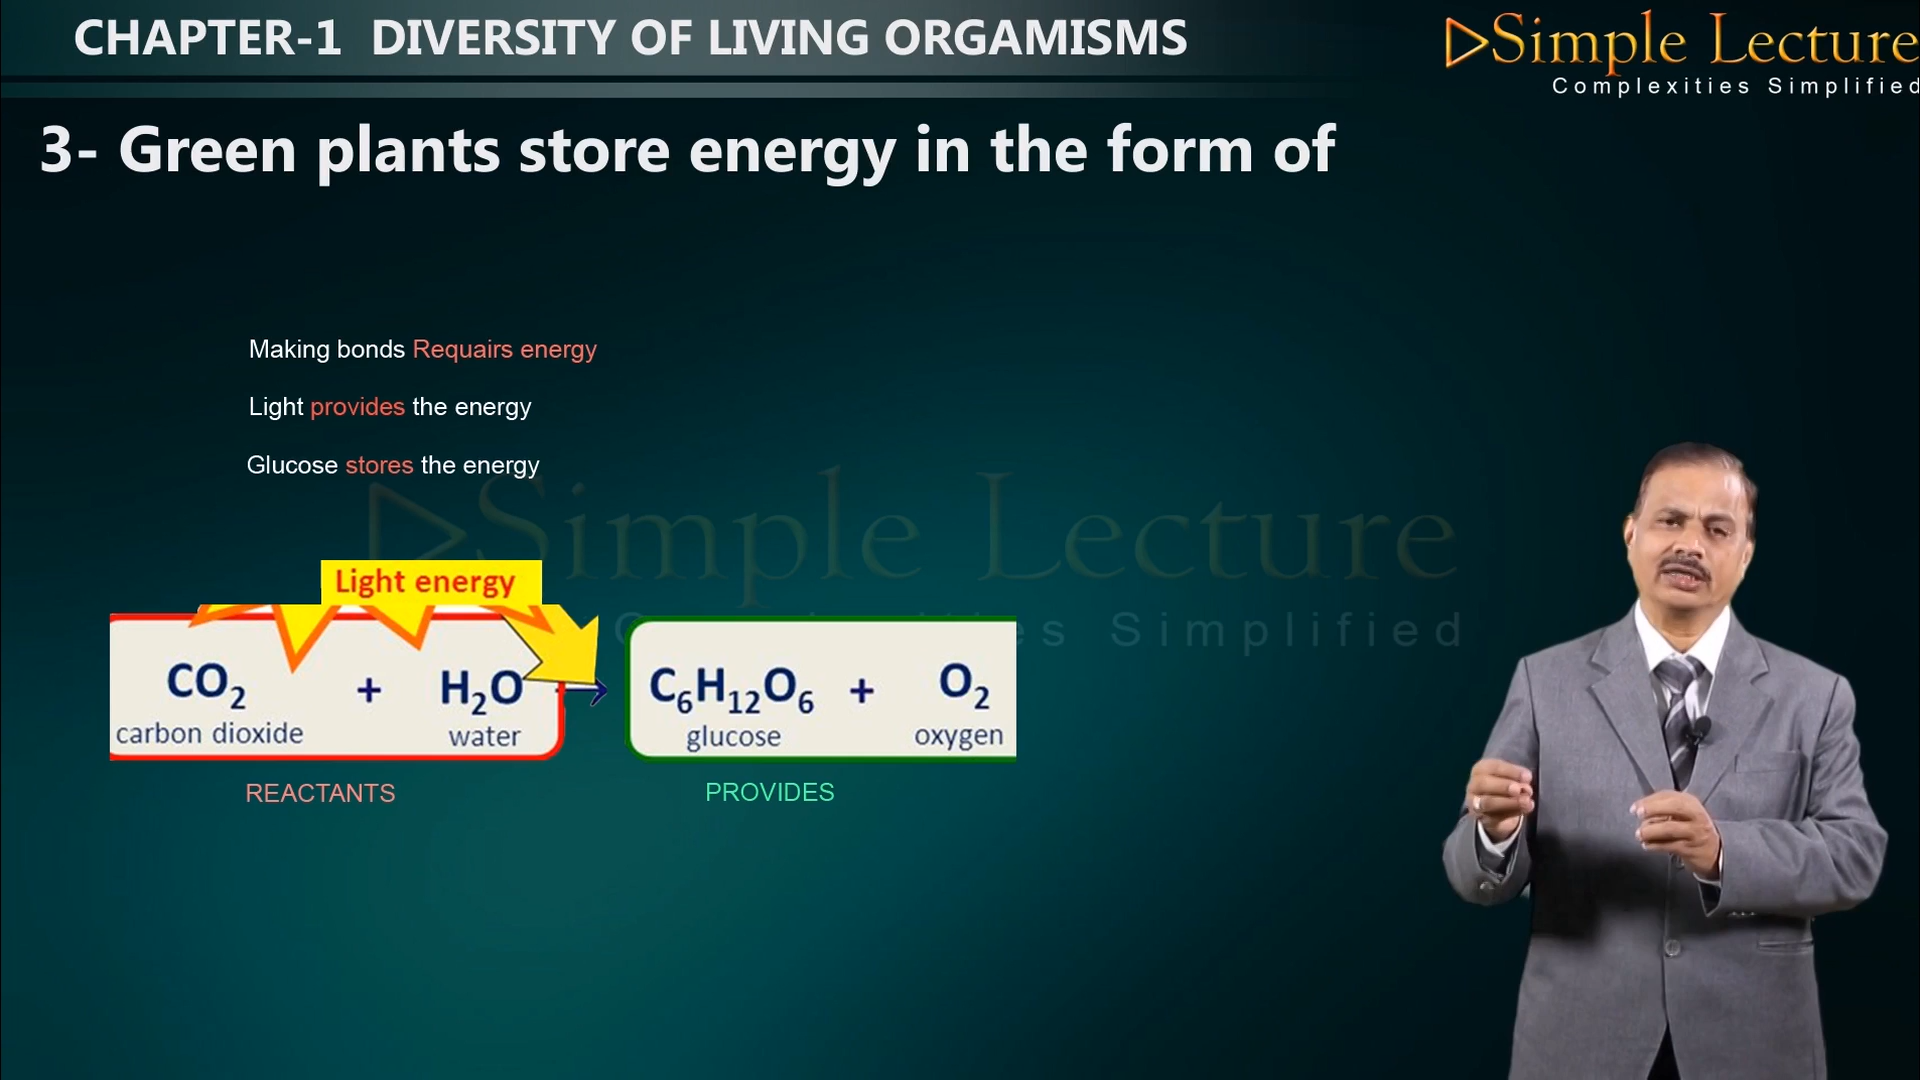 CHAPTER-1 DIVERSITY OF LIVING ORGAMISMS
Simple Lecture
Complexities Simplified
3- Green plants store energy in the form of
Making bonds Requairs energy
Light provides the energy
Glucose stores the energy
Simple Lecture
Simplified
Light energy
CO2 + H2O → C6H12O6 + O2
carbon dioxide water glucose oxygen
REACTANTS PROVIDES